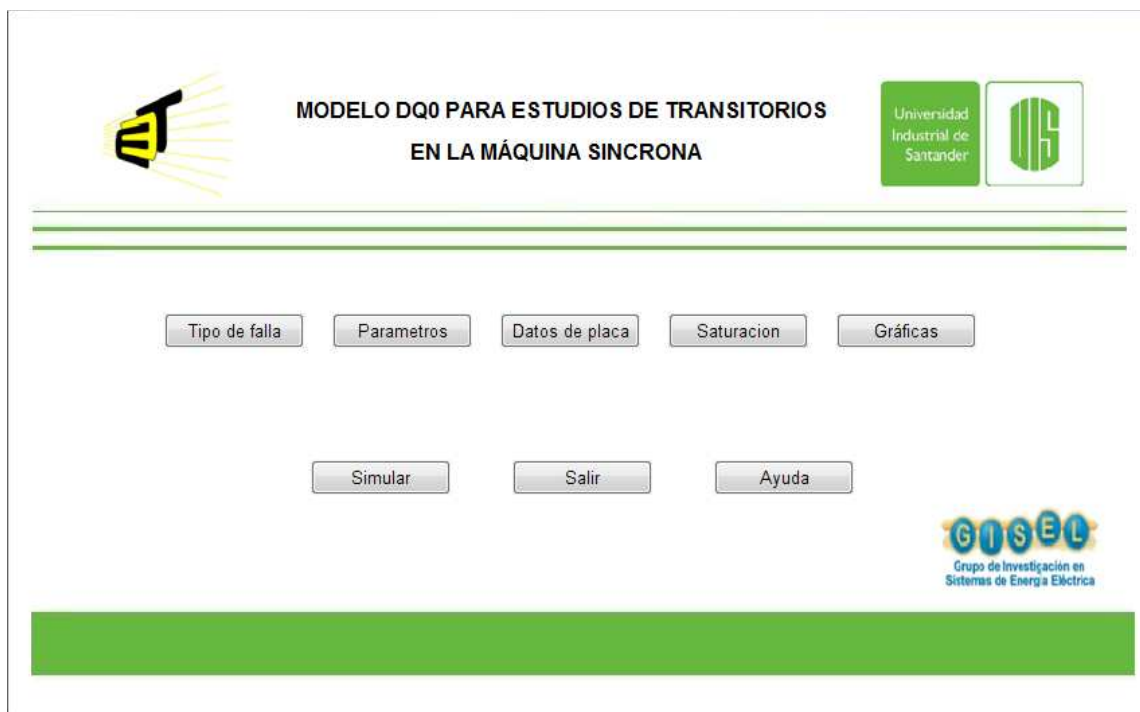 MODELO DQ0 PARA ESTUDIOS DE TRANSITORIOS
EN LA MÁQUINA SINCRONA
Universidad
Industrial de
Santander
UIS
Tipo de falla
Parametros
Datos de placa
Saturacion
Gráficas
Simular
Salir
Ayuda
GISEL
Grupo de Investigación en
Sistemas de Energía Eléctrica